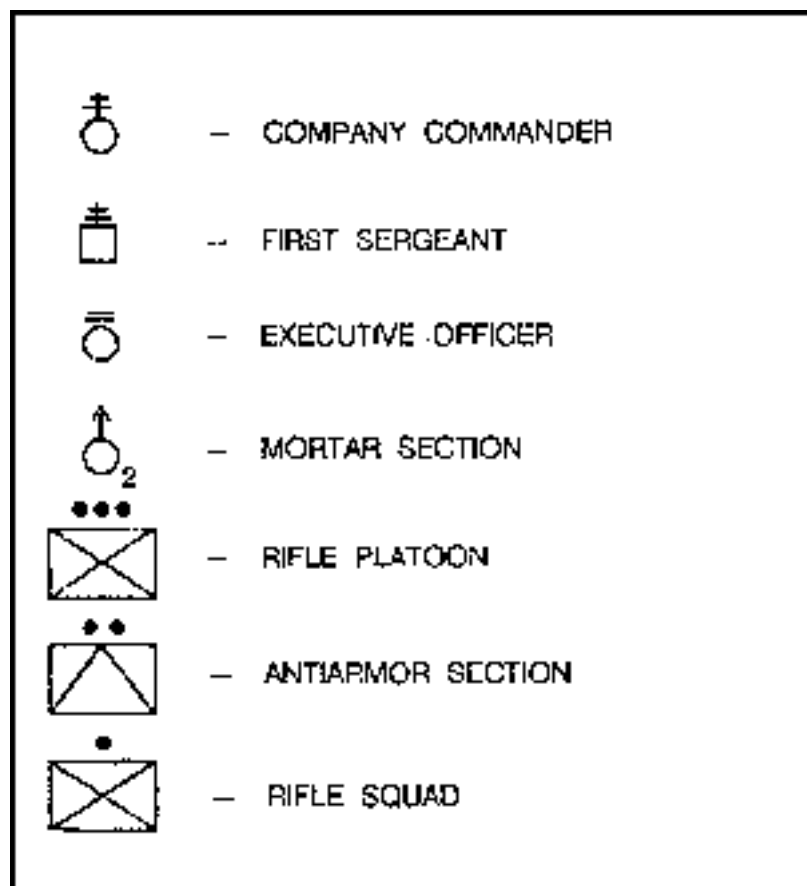 – COMPANY COMMANDER
-- FIRST SERGEANT
– EXECUTIVE OFFICER
2 – MORTAR SECTION
– RIFLE PLATOON
– ANTIARMOR SECTION
– RIFLE SQUAD